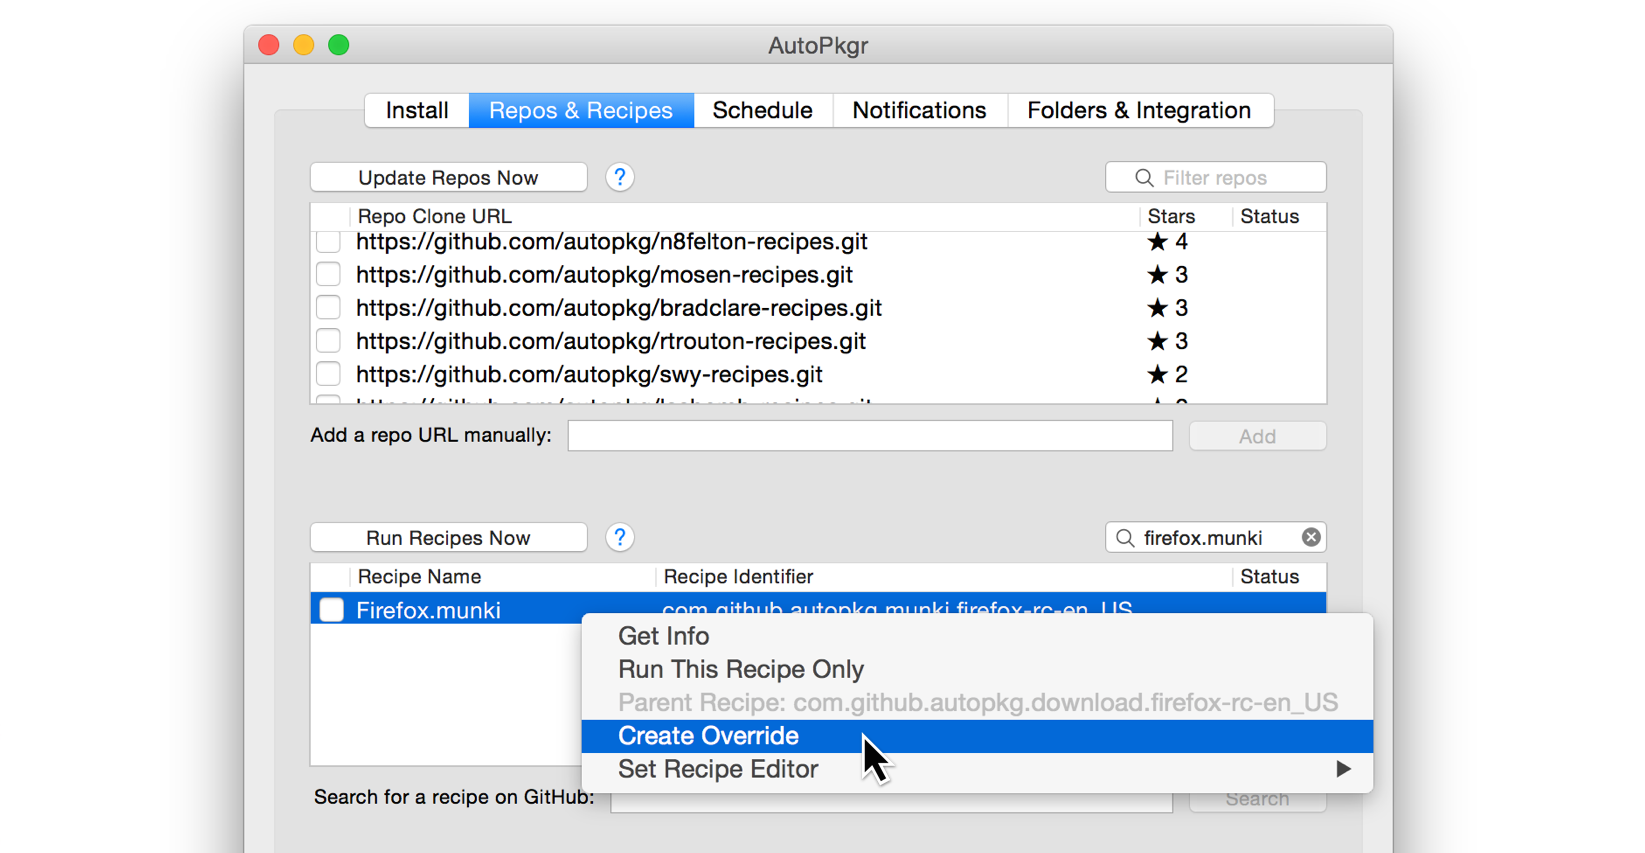 AutoPkgr
Install Repos & Recipes Schedule Notifications Folders & Integration
Update Repos Now ? Filter repos
Repo Clone URL Stars Status
https://github.com/autopkg/n8felton-recipes.git ★ 4
https://github.com/autopkg/mosen-recipes.git ★ 3
https://github.com/autopkg/bradclare-recipes.git ★ 3
https://github.com/autopkg/rtrouton-recipes.git ★ 3
https://github.com/autopkg/swy-recipes.git ★ 2
Add a repo URL manually: Add
Run Recipes Now ? firefox.munki
Recipe Name Recipe Identifier Status
Firefox.munki com.github.autopkg.munki.firefox-rc-en_US
Get Info
Run This Recipe Only
Parent Recipe: com.github.autopkg.download.firefox-rc-en_US
Create Override
Set Recipe Editor
Search for a recipe on GitHub: Search